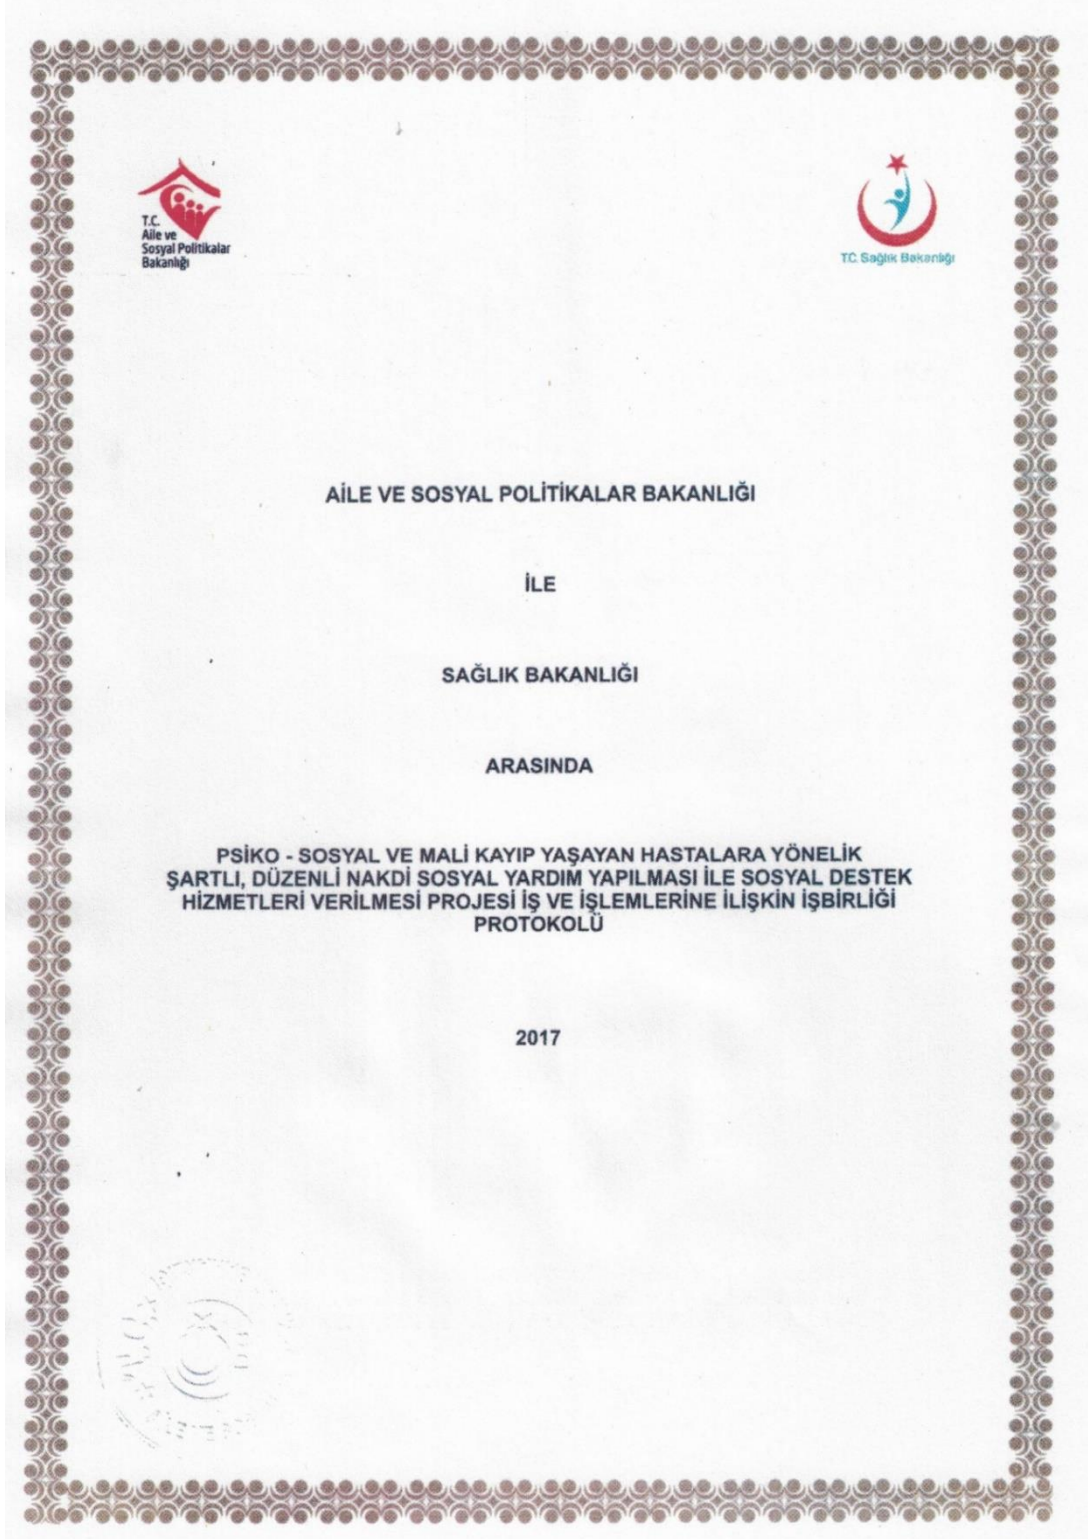 T.C.
Aile ve
Sosyal Politikalar
Bakanlığı
T.C. Sağlık Bakanlığı
AİLE VE SOSYAL POLİTİKALAR BAKANLIĞI
İLE
SAĞLIK BAKANLIĞI
ARASINDA
PSİKO - SOSYAL VE MALİ KAYIP YAŞAYAN HASTALARA YÖNELİK
ŞARTLI, DÜZENLİ NAKDİ SOSYAL YARDIM YAPILMASI İLE SOSYAL DESTEK
HİZMETLERİ VERİLMESİ PROJESİ İŞ VE İŞLEMLERİNE İLİŞKİN İŞBİRLİĞİ
PROTOKOLÜ
2017